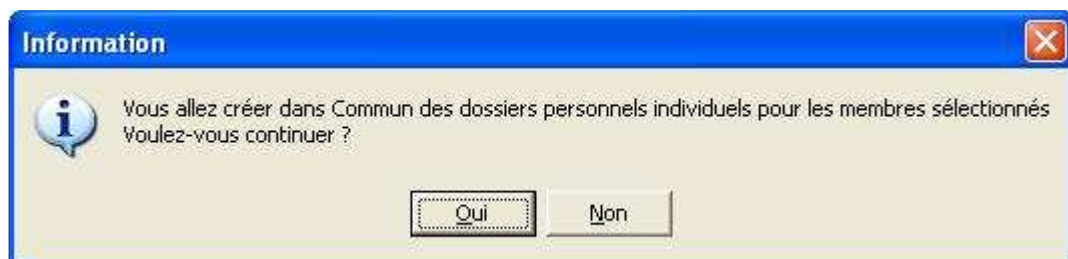 Information
Vous allez créer dans Commun des dossiers personnels individuels pour les membres sélectionnés
Voulez-vous continuer ?
Oui
Non